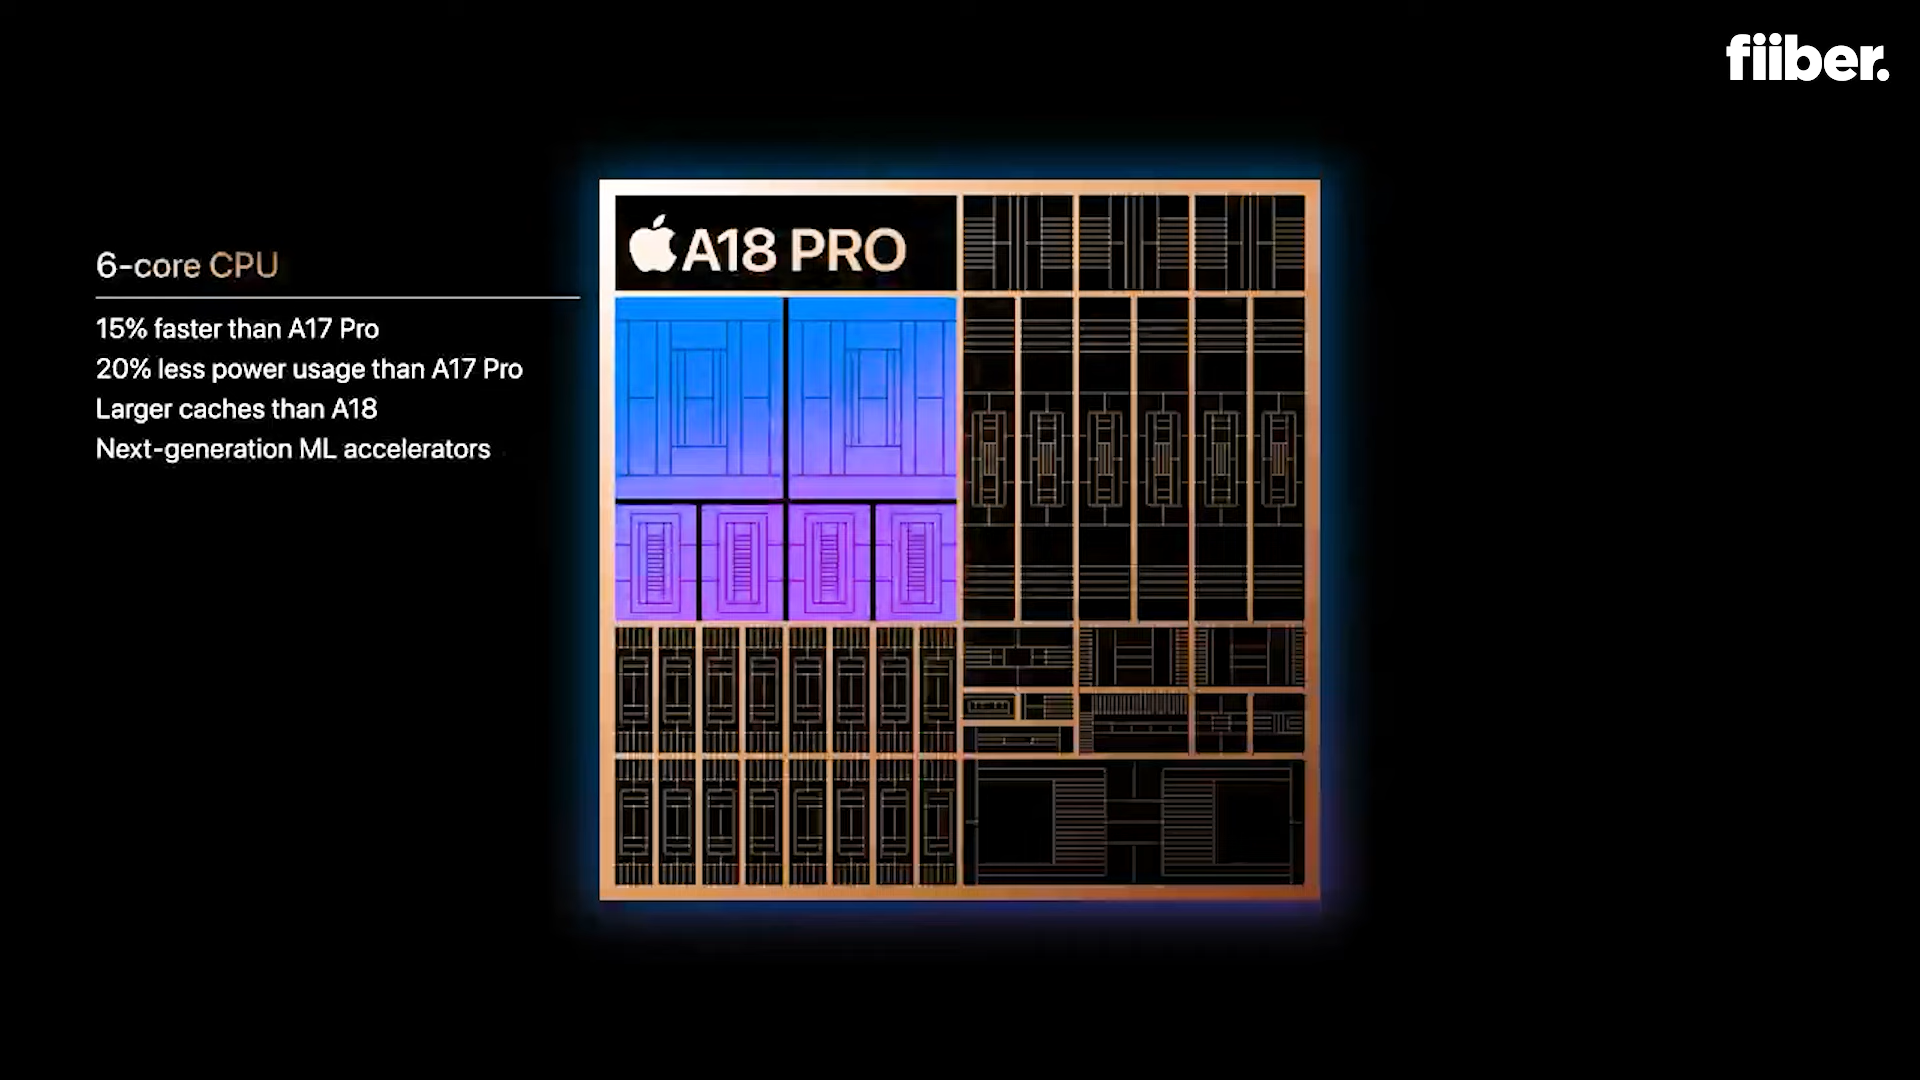 fiiber.
A18 PRO
6-core CPU
15% faster than A17 Pro
20% less power usage than A17 Pro
Larger caches than A18
Next-generation ML accelerators